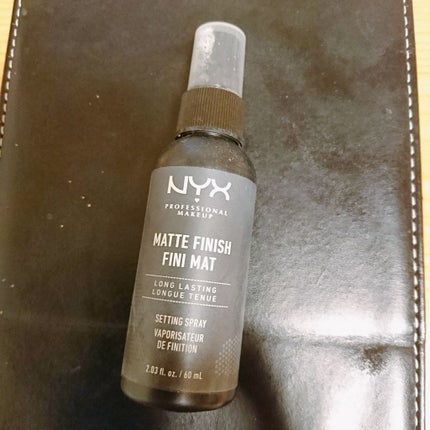 NYX
PROFESSIONAL
MAKEUP
MATTE FINISH
FINI MAT
LONG LASTING
LONGUE TENUE
SETTING SPRAY
VAPORISATEUR
DE FINITION
2.03 fl. oz. / 60 mL